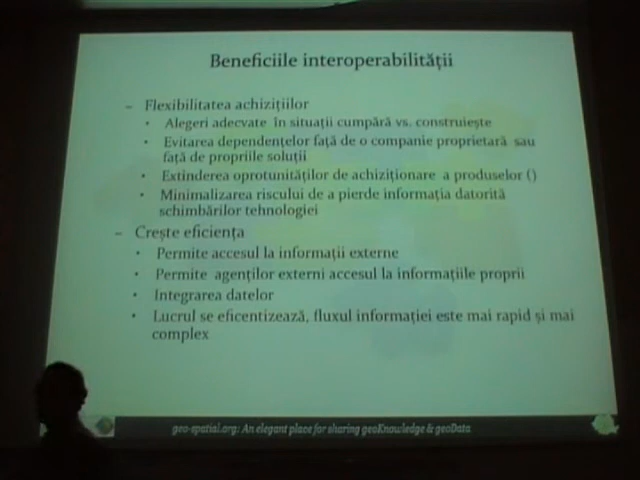 Beneficiile interoperabilității
– Flexibilitatea achizițiilor
• Alegeri adecvate în situații cumpără vs. construiește
• Evitarea dependențelor față de o companie proprietară sau
față de propriile soluții
• Extinderea oprotunităților de achiziționare a produselor ()
• Minimalizarea riscului de a pierde informația datorită
schimbărilor tehnologiei
– Crește eficiența
• Permite accesul la informații externe
• Permite agenților externi accesul la informațiile proprii
• Integrarea datelor
• Lucrul se eficentizează, fluxul informației este mai rapid și mai
complex
geo-spatial.org: An elegant place for sharing geoKnowledge & geoData